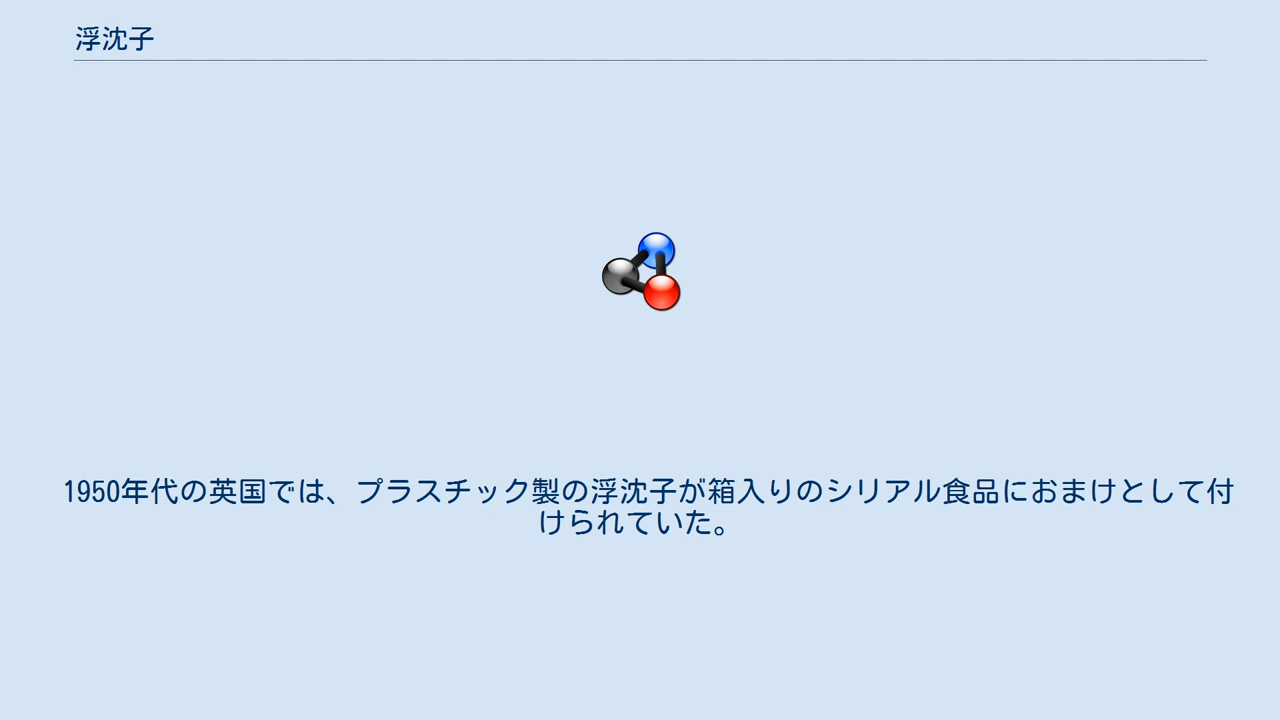 浮沈子
1950年代の英国では、プラスチック製の浮沈子が箱入りのシリアル食品におまけとして付
けられていた。